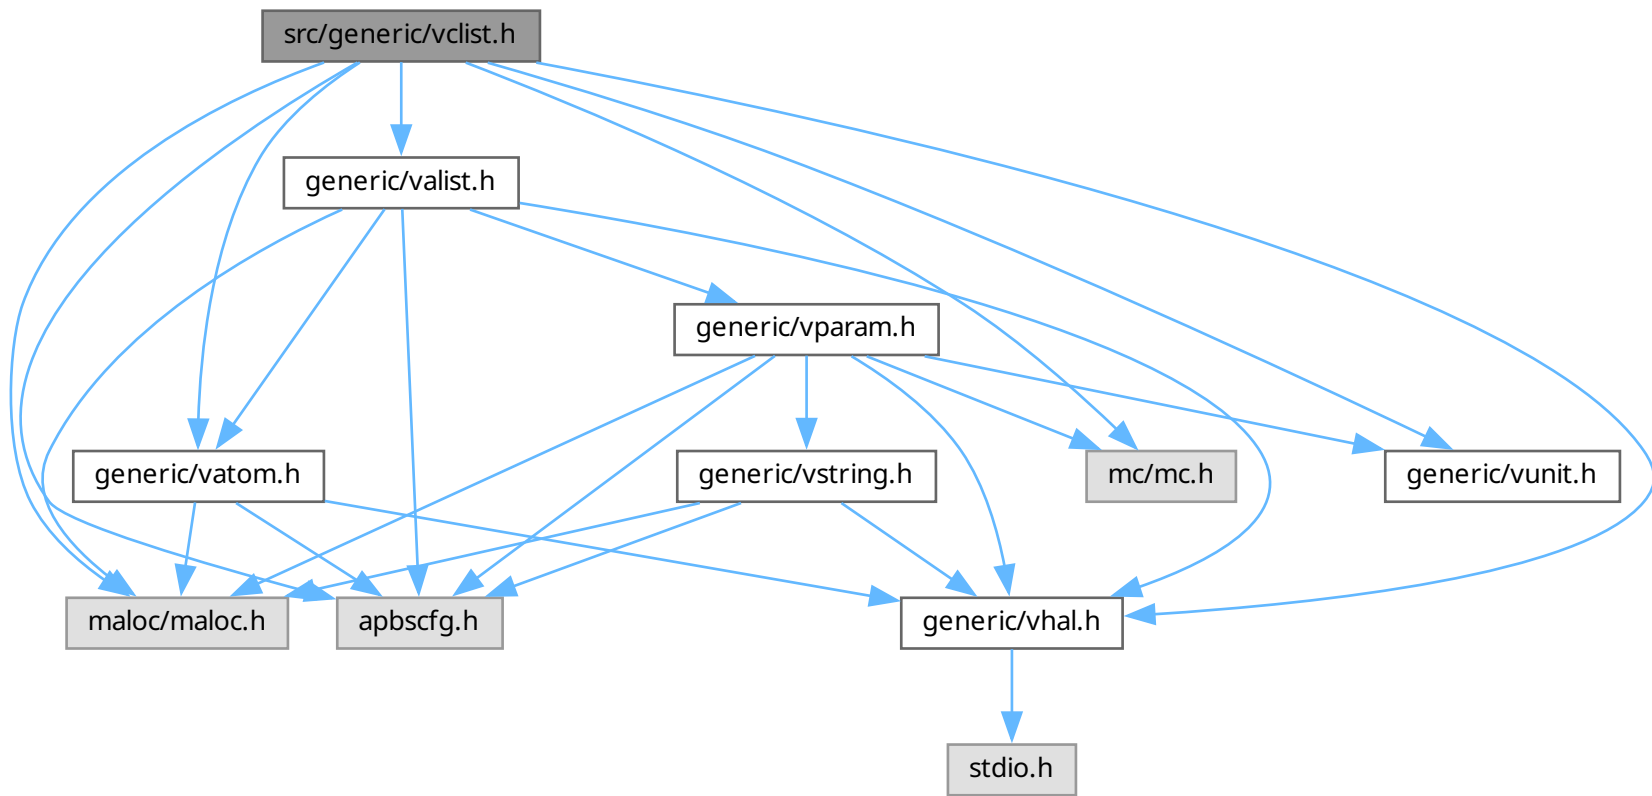 src/generic/vclist.h
generic/valist.h
generic/vparam.h
generic/vatom.h
generic/vstring.h
mc/mc.h
generic/vunit.h
maloc/maloc.h
apbscfg.h
generic/vhal.h
stdio.h